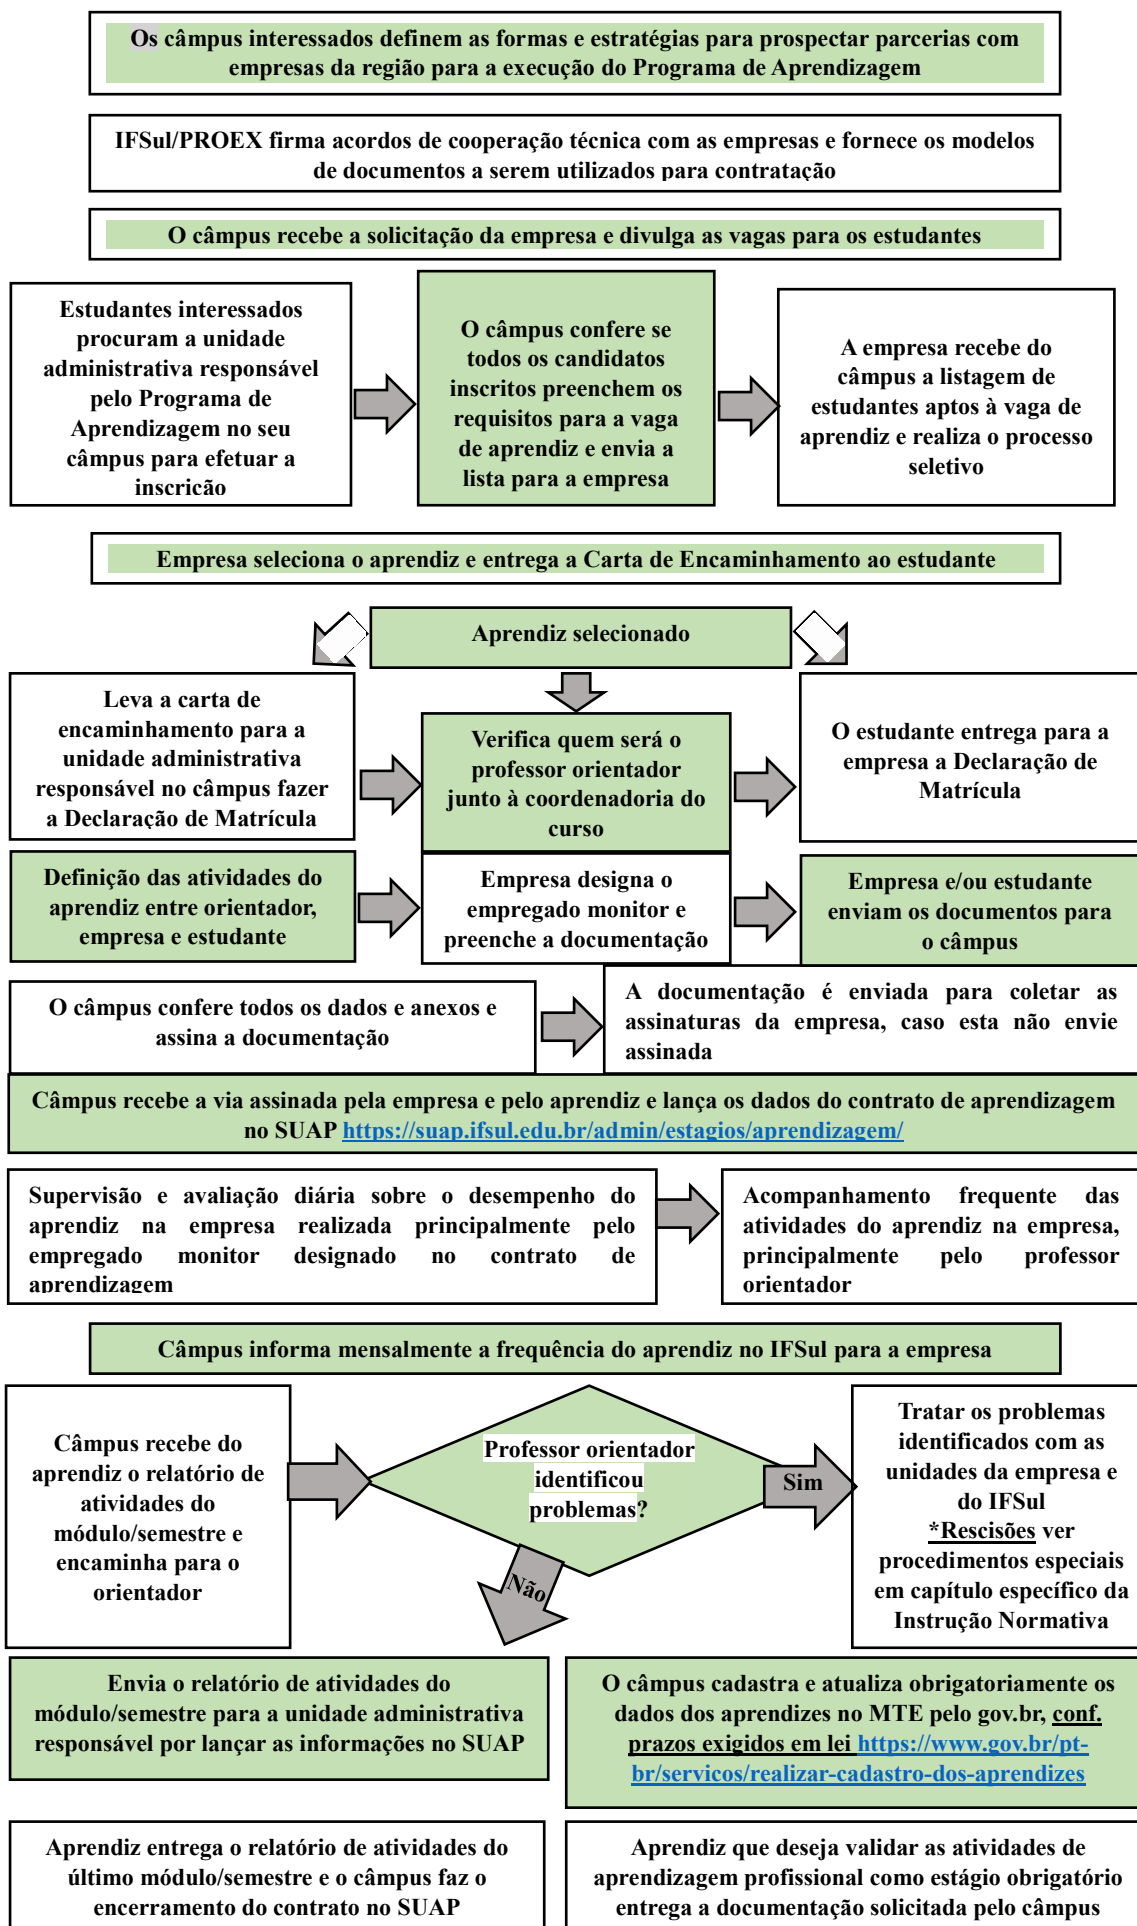 Os câmpus interessados definem as formas e estratégias para prospectar parcerias com
empresas da região para a execução do Programa de Aprendizagem
IFSul/PROEX firma acordos de cooperação técnica com as empresas e fornece os modelos
de documentos a serem utilizados para contratação
O câmpus recebe a solicitação da empresa e divulga as vagas para os estudantes
Estudantes interessados
procuram a unidade
administrativa responsável
pelo Programa de
Aprendizagem no seu
câmpus para efetuar a
inscrição
O câmpus confere se
todos os candidatos
inscritos preenchem os
requisitos para a vaga
de aprendiz e envia a
lista para a empresa
A empresa recebe do
câmpus a listagem de
estudantes aptos à vaga de
aprendiz e realiza o processo
seletivo
Empresa seleciona o aprendiz e entrega a Carta de Encaminhamento ao estudante
Aprendiz selecionado
Leva a carta de
encaminhamento para a
unidade administrativa
responsável no câmpus fazer
a Declaração de Matrícula
Verifica quem será o
professor orientador
junto à coordenadoria do
curso
O estudante entrega para a
empresa a Declaração de
Matrícula
Definição das atividades do
aprendiz entre orientador,
empresa e estudante
Empresa designa o
empregado monitor e
preenche a documentação
Empresa e/ou estudante
enviam os documentos para
o câmpus
O câmpus confere todos os dados e anexos e
assina a documentação
A documentação é enviada para coletar as
assinaturas da empresa, caso esta não envie
assinada
Câmpus recebe a via assinada pela empresa e pelo aprendiz e lança os dados do contrato de aprendizagem
no SUAP https://suap.ifsul.edu.br/admin/estagios/aprendizagem/
Supervisão e avaliação diária sobre o desempenho do
aprendiz na empresa realizada principalmente pelo
empregado monitor designado no contrato de
aprendizagem
Acompanhamento frequente das
atividades do aprendiz na empresa,
principalmente pelo professor
orientador
Câmpus informa mensalmente a frequência do aprendiz no IFSul para a empresa
Câmpus recebe do
aprendiz o relatório de
atividades do
módulo/semestre e
encaminha para o
orientador
Professor orientador
identificou
problemas?
Sim
Não
Tratar os problemas
identificados com as
unidades da empresa e
do IFSul
*Rescisões ver
procedimentos especiais
em capítulo específico da
Instrução Normativa
Envia o relatório de atividades do
módulo/semestre para a unidade administrativa
responsável por lançar as informações no SUAP
O câmpus cadastra e atualiza obrigatoriamente os
dados dos aprendizes no MTE pelo gov.br, conf.
prazos exigidos em lei https://www.gov.br/pt-
br/servicos/realizar-cadastro-dos-aprendizes
Aprendiz entrega o relatório de atividades do
último módulo/semestre e o câmpus faz o
encerramento do contrato no SUAP
Aprendiz que deseja validar as atividades de
aprendizagem profissional como estágio obrigatório
entrega a documentação solicitada pelo câmpus